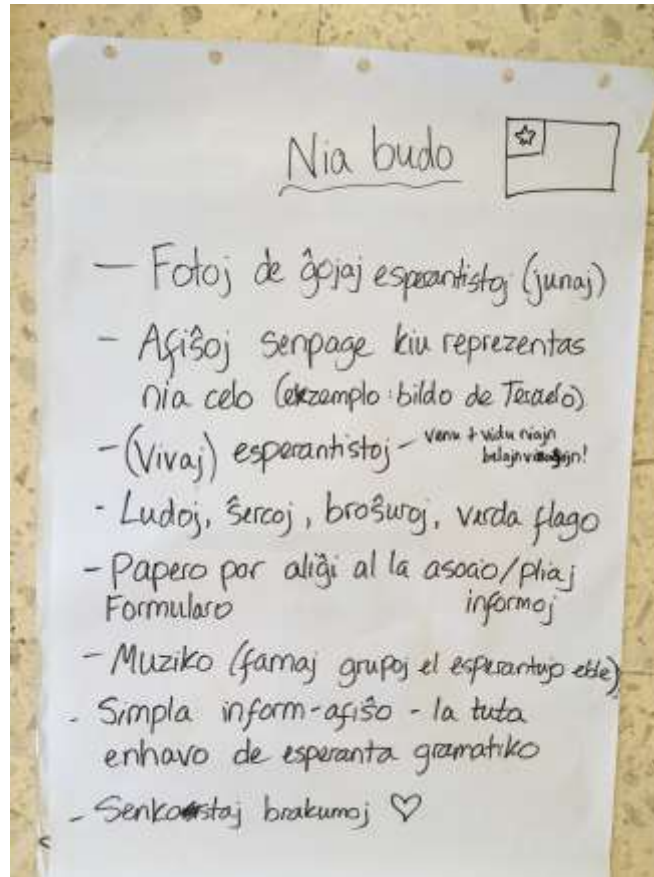 Nia budo
— Fotoj de ĝojaj esperantistoj (junaj)
- Afiŝoj senpage kiu reprezentas
nia celo (ekzemplo: bildo de
- (Vivaj) esperantistoj - venu + vidu niajn
belajn
- Ludoj, ŝercoj, broŝuroj, verda flago
- Papero por aliĝi al la asocio/pliaj
Formularo informoj
- Muziko (famaj grupoj el esperantujo eble)
- Simpla inform-afiŝo - la tuta
enhavo de esperanta gramatiko
- Senkostaj brakumoj ♡